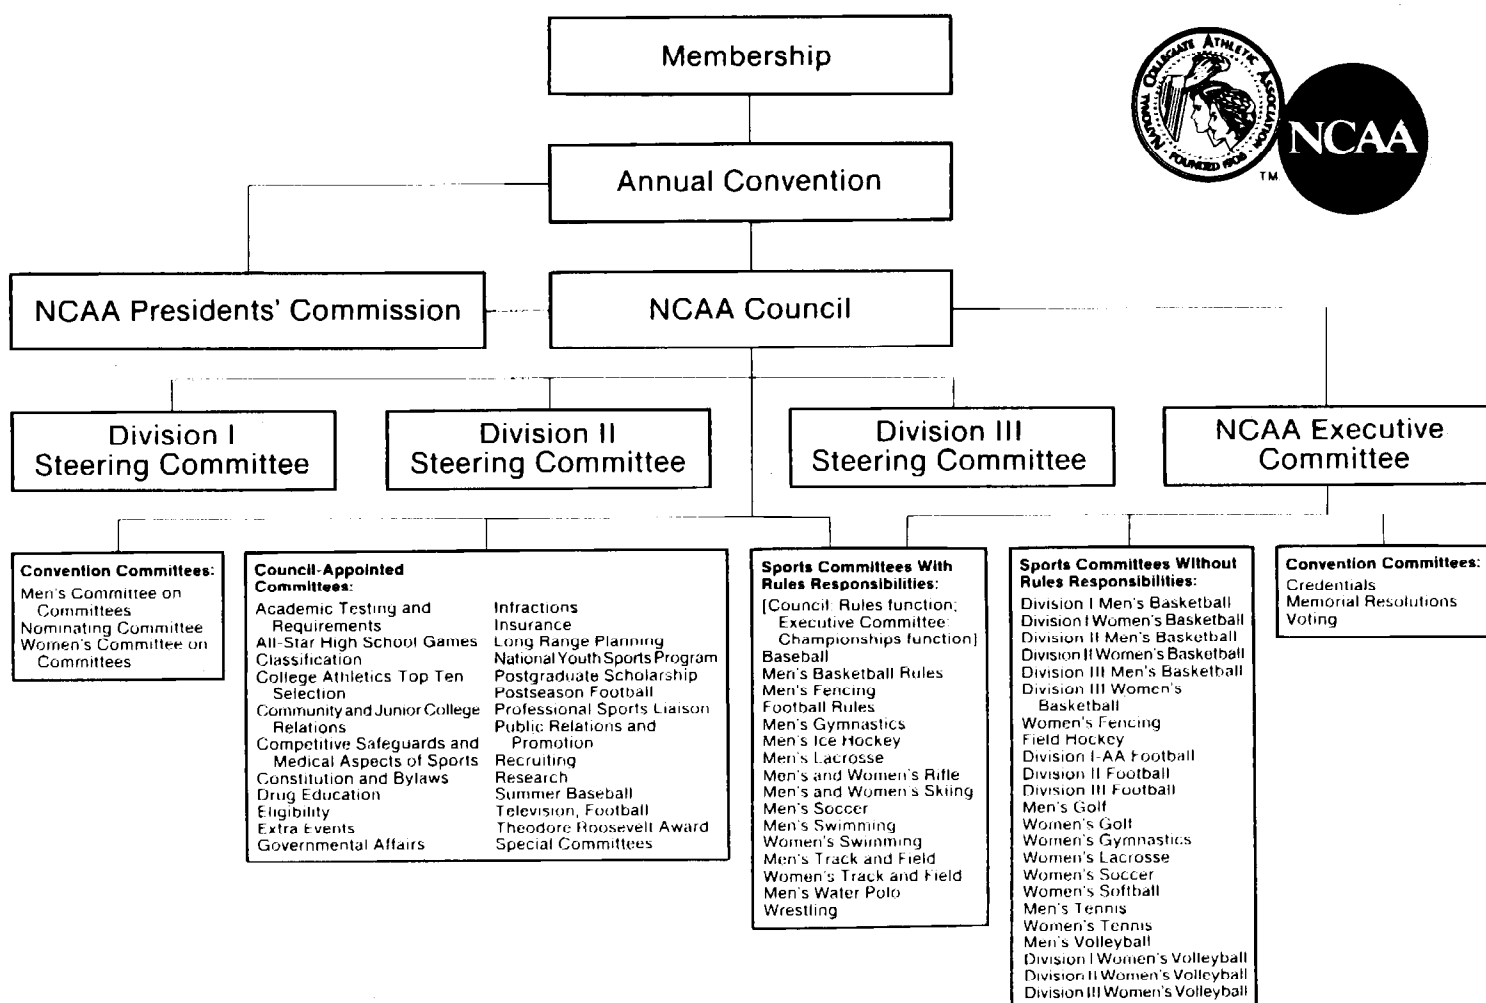 Membership
NATIONAL COLLEGIATE ATHLETIC ASSOCIATION
FOUNDED 1906
TM
NCAA
Annual Convention
NCAA Presidents' Commission
NCAA Council
Division I
Steering Committee
Division II
Steering Committee
Division III
Steering Committee
NCAA Executive
Committee
Convention Committees:
Men's Committee on
Committees
Nominating Committee
Women's Committee on
Committees
Council-Appointed
Committees:
Academic Testing and
Requirements
All-Star High School Games
Classification
College Athletics Top Ten
Selection
Community and Junior College
Relations
Competitive Safeguards and
Medical Aspects of Sports
Constitution and Bylaws
Drug Education
Eligibility
Extra Events
Governmental Affairs
Infractions
Insurance
Long Range Planning
National Youth Sports Program
Postgraduate Scholarship
Postseason Football
Professional Sports Liaison
Public Relations and
Promotion
Recruiting
Research
Summer Baseball
Television, Football
Theodore Roosevelt Award
Special Committees
Sports Committees With
Rules Responsibilities:
[Council: Rules function;
Executive Committee:
Championships function]
Baseball
Men's Basketball Rules
Men's Fencing
Football Rules
Men's Gymnastics
Men's Ice Hockey
Men's Lacrosse
Men's and Women's Rifle
Men's and Women's Skiing
Men's Soccer
Men's Swimming
Women's Swimming
Men's Track and Field
Women's Track and Field
Men's Water Polo
Wrestling
Sports Committees Without
Rules Responsibilities:
Division I Men's Basketball
Division I Women's Basketball
Division II Men's Basketball
Division II Women's Basketball
Division III Men's Basketball
Division III Women's
Basketball
Women's Fencing
Field Hockey
Division I-AA Football
Division II Football
Division III Football
Men's Golf
Women's Golf
Women's Gymnastics
Women's Lacrosse
Women's Soccer
Women's Softball
Men's Tennis
Women's Tennis
Men's Volleyball
Division I Women's Volleyball
Division II Women's Volleyball
Division III Women's Volleyball
Convention Committees:
Credentials
Memorial Resolutions
Voting